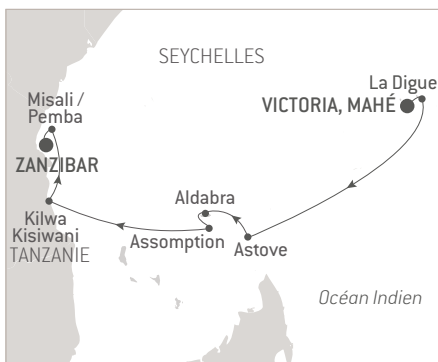 SEYCHELLES
La Digue
VICTORIA, MAHÉ
Misali /
Pemba
ZANZIBAR
Aldabra
Kilwa
Kisiwani
TANZANIE
Assomption
Astove
Océan Indien